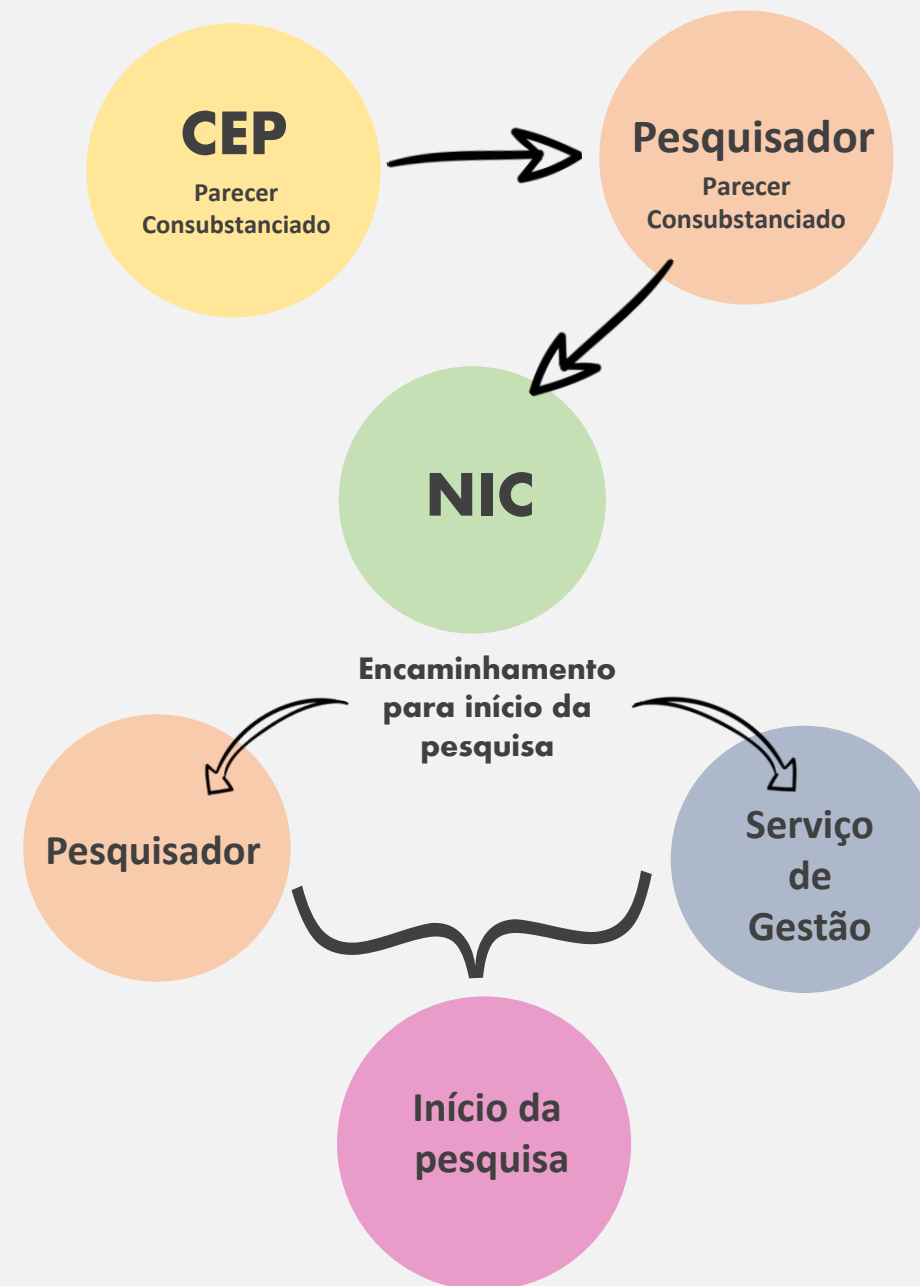 CEP
Parecer
Consubstanciado
Pesquisador
Parecer
Consubstanciado
NIC
Encaminhamento
para início da
pesquisa
Pesquisador
Serviço
de
Gestão
Início da
pesquisa